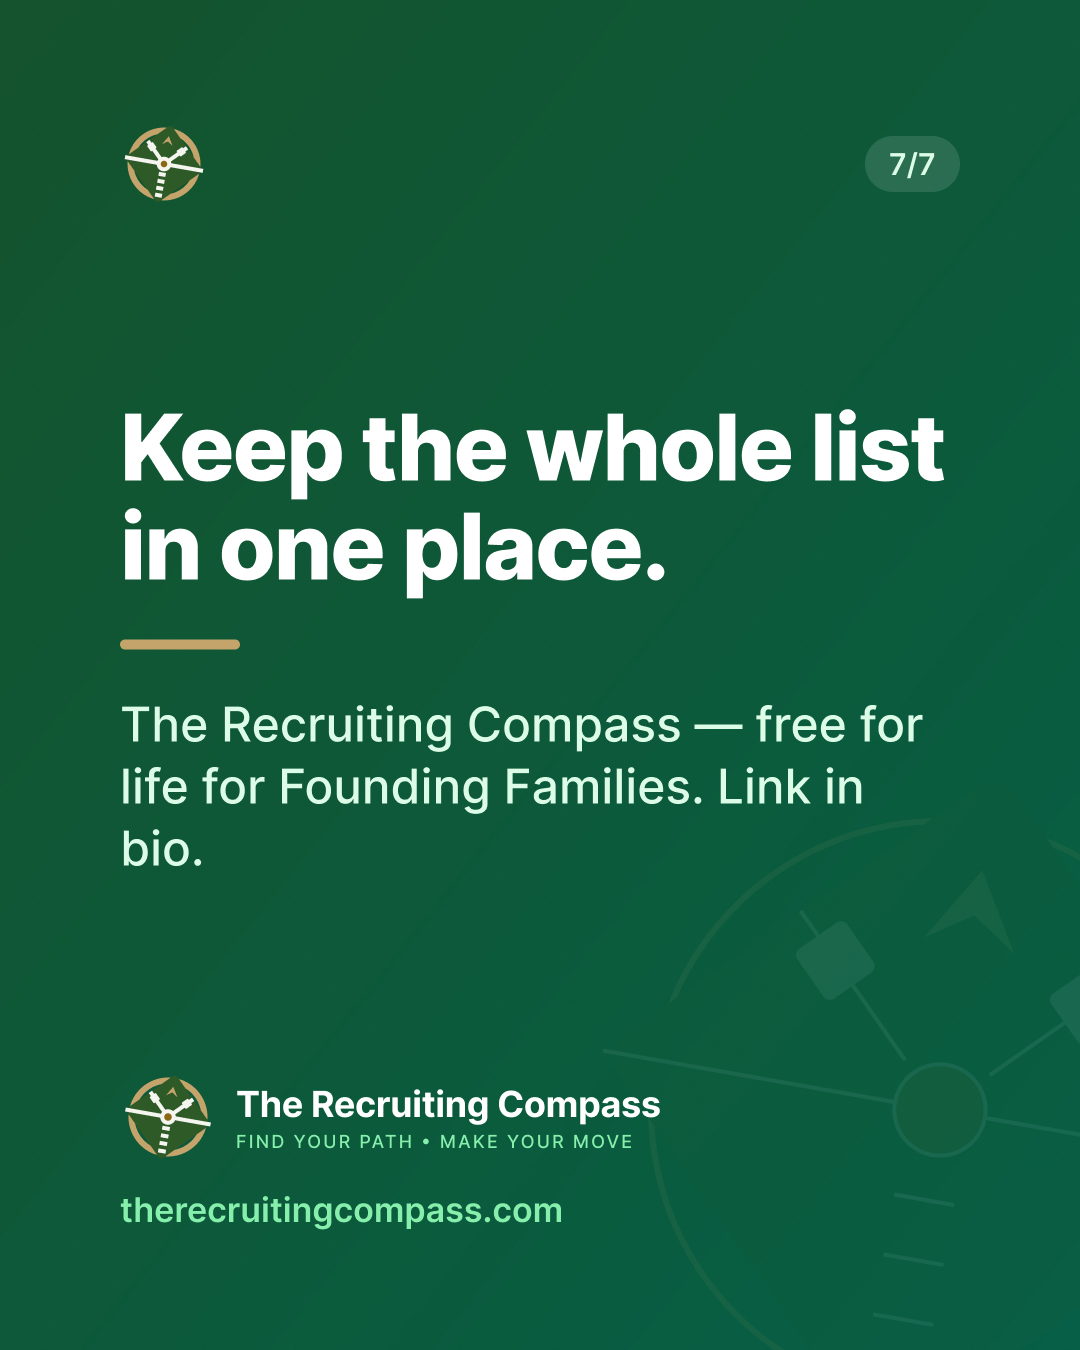 7/7
Keep the whole list
in one place.
The Recruiting Compass — free for
life for Founding Families. Link in
bio.
The Recruiting Compass
FIND YOUR PATH • MAKE YOUR MOVE
therecruitingcompass.com